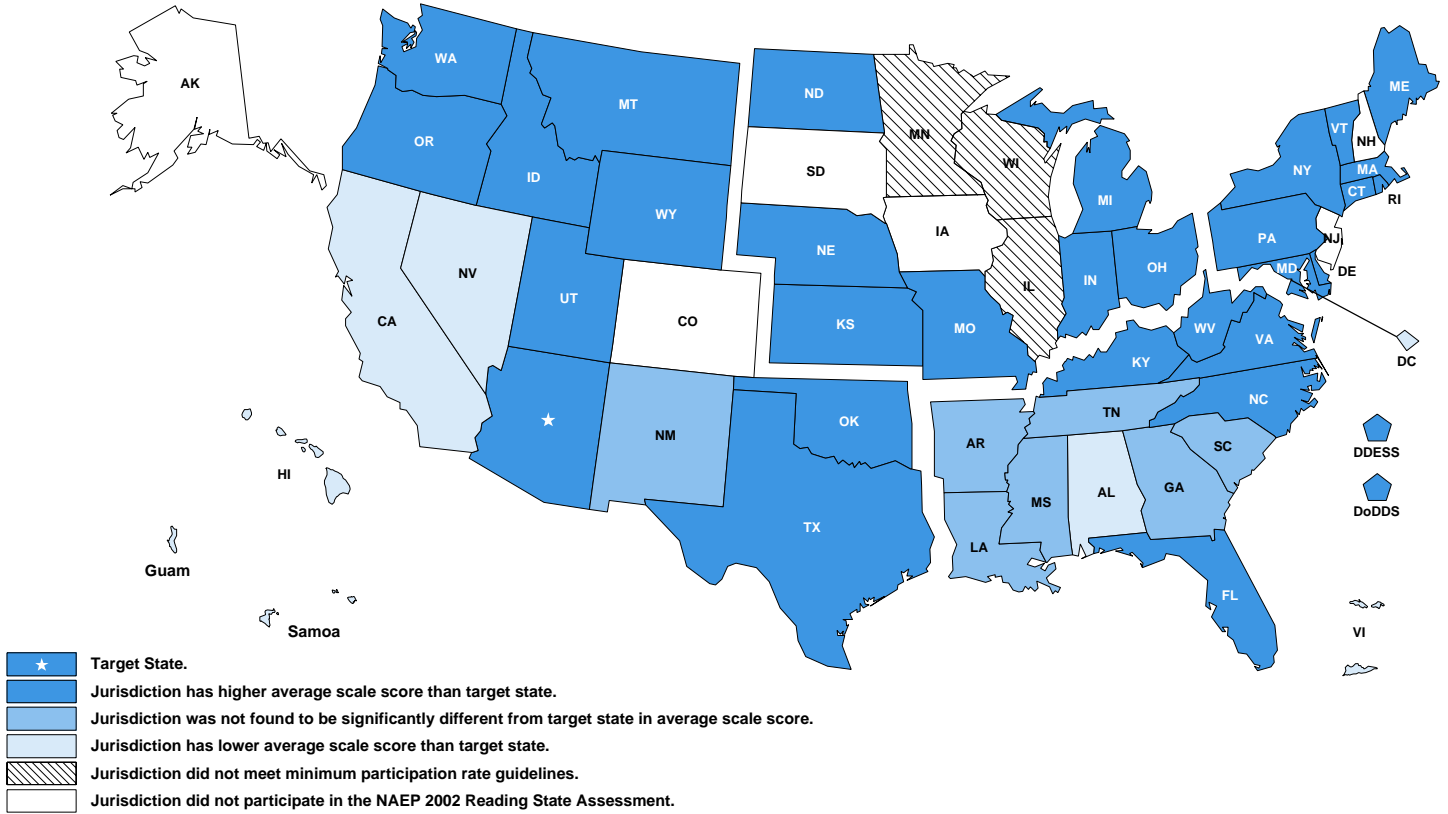 AK
WA
MT
ND
MN
ME
VT
NH
OR
ID
SD
WI
NY
MA
CT
RI
WY
MI
IA
NJ
NE
PA
NV
OH
DE
MD
UT
IN
IL
CA
CO
KS
MO
WV
VA
KY
DC
NC
TN
NM
OK
AR
SC
DDESS
HI
AL
GA
MS
DoDDS
TX
LA
Guam
FL
Samoa
VI
Target State.
Jurisdiction has higher average scale score than target state.
Jurisdiction was not found to be significantly different from target state in average scale score.
Jurisdiction has lower average scale score than target state.
Jurisdiction did not meet minimum participation rate guidelines.
Jurisdiction did not participate in the NAEP 2002 Reading State Assessment.